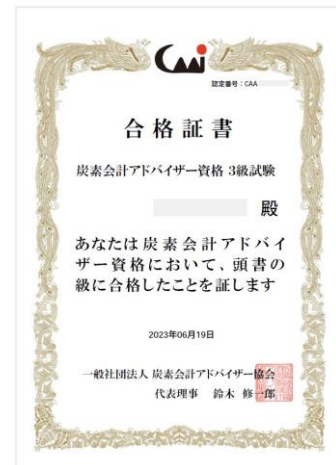 CAAi
認定番号：CAA
合格証書
炭素会計アドバイザー資格 3級試験
殿
あなたは炭素会計アドバイ
ザー資格において、頭書の
級に合格したことを証します
2023年06月19日
一般社団法人 炭素会計アドバイザー協会
代表理事 鈴木 修一郎